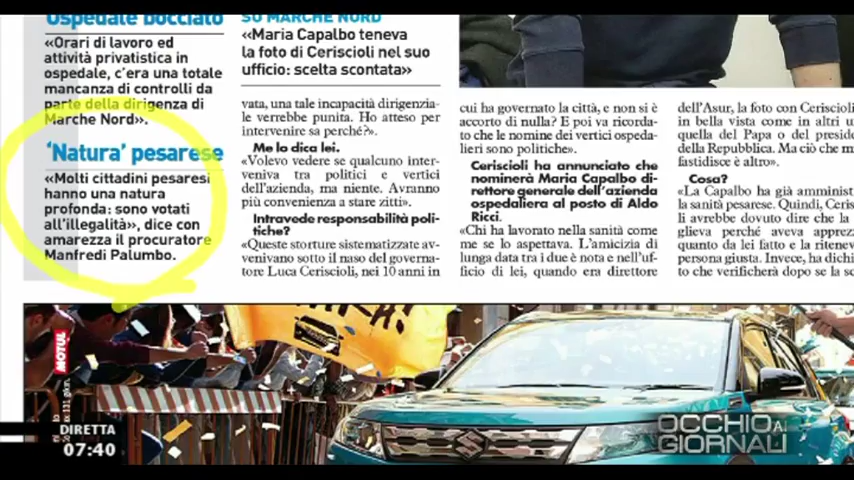 Ospedale bocciato
«Orari di lavoro ed
attività privatistica in
ospedale, c'era una totale
mancanza di controlli da
parte della dirigenza di
Marche Nord».
'Natura' pesarese
«Molti cittadini pesaresi
hanno una natura
profonda: sono votati
all'illegalità», dice con
amarezza il procuratore
Manfredi Palumbo.
SU MARCHE NORD
«Maria Capalbo teneva
la foto di Ceriscioli nel suo
ufficio: scelta scontata»
vata, una tale incapacità dirigenzia-
le verrebbe punita. Ho atteso per
intervenire sa perché?».
Me lo dica lei.
«Volevo vedere se qualcuno inter-
veniva tra politici e vertici
dell'azienda, ma niente. Avranno
più convenienza a stare zitti».
Intravede responsabilità poli-
tiche?
«Queste storture sistematizzate av-
venivano sotto il naso del governa-
tore Luca Ceriscioli, nei 10 anni in
cui ha governato la città, e non si è
accorto di nulla? E poi va ricorda-
to che le nomine dei vertici ospeda-
lieri sono politiche».
Ceriscioli ha annunciato che
nominerà Maria Capalbo di-
rettore generale dell'azienda
ospedaliera al posto di Aldo
Ricci.
«Chi ha lavorato nella sanità come
me se lo aspettava. L'amicizia di
lunga data tra i due è nota e nell'uf-
ficio di lei, quando era direttore
dell'Asur, la foto con Ceriscioli
in bella vista come in altri u
quella del Papa o del preside
della Repubblica. Ma ciò che mi
fastidisce è altro».
Cosa?
«La Capalbo ha già amminist
la sanità pesarese. Quindi, Ceris
li avrebbe dovuto dire che la
glieva perché aveva apprez
quanto da lei fatto e la riteneva
persona giusta. Invece, ha dichi
to che verificherà dopo se la sc
MOTUL
DIRETTA
07:40
OCCHIO AI
GIORNALI